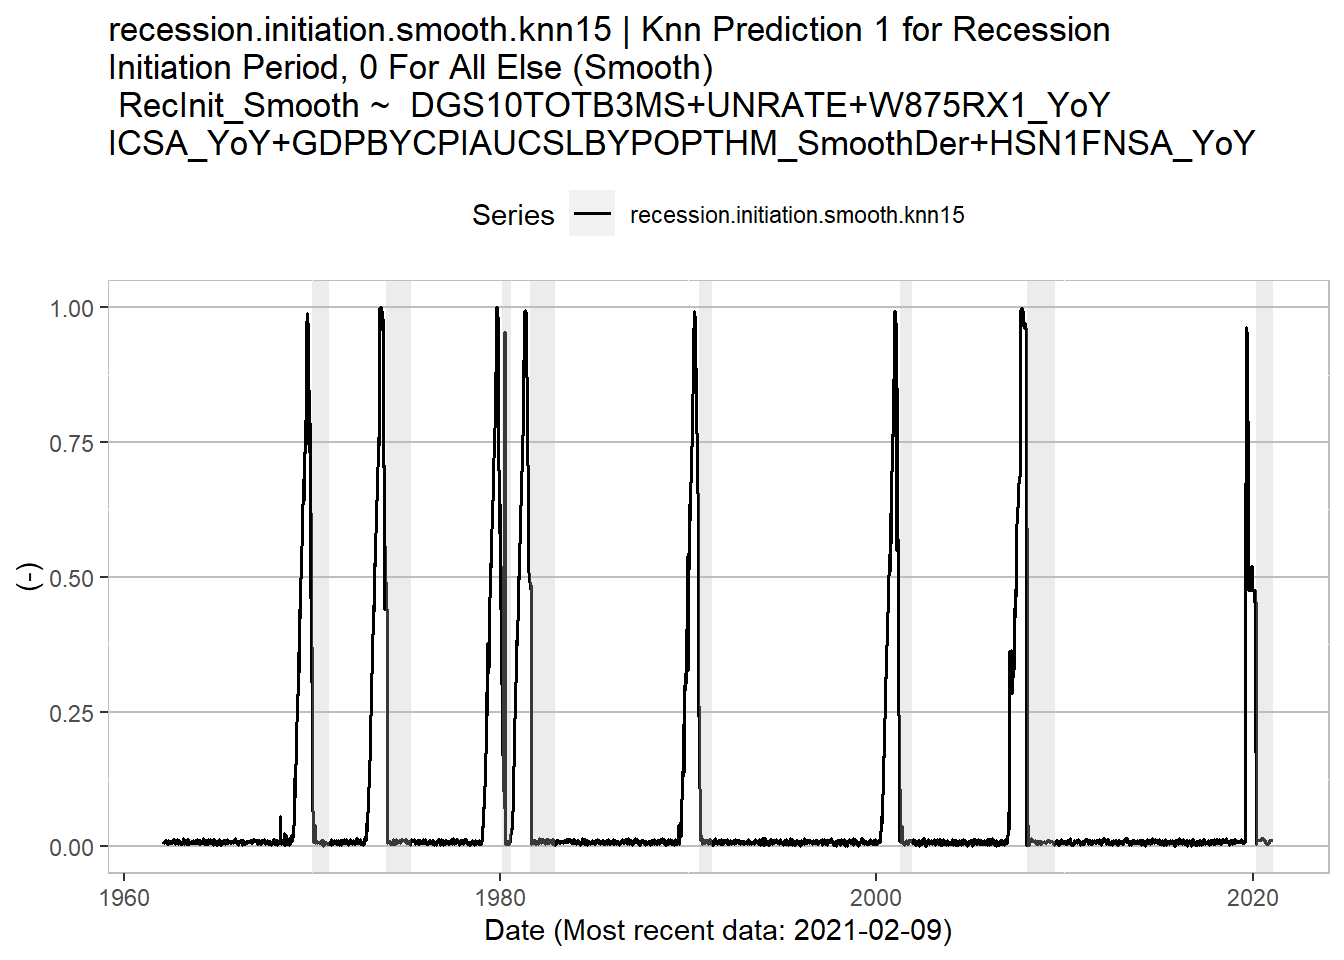 recession.initiation.smooth.knn15 | Knn Prediction 1 for Recession
Initiation Period, 0 For All Else (Smooth)
RecInit_Smooth ~ DGS10TOTB3MS+UNRATE+W875RX1_YoY
ICSA_YoY+GDPBYCPIAUCSLBYPOPTHM_SmoothDer+HSN1FNSA_YoY
Series recession.initiation.smooth.knn15
1.00
0.75
0.50
0.25
0.00
(-)
1960 1980 2000 2020
Date (Most recent data: 2021-02-09)